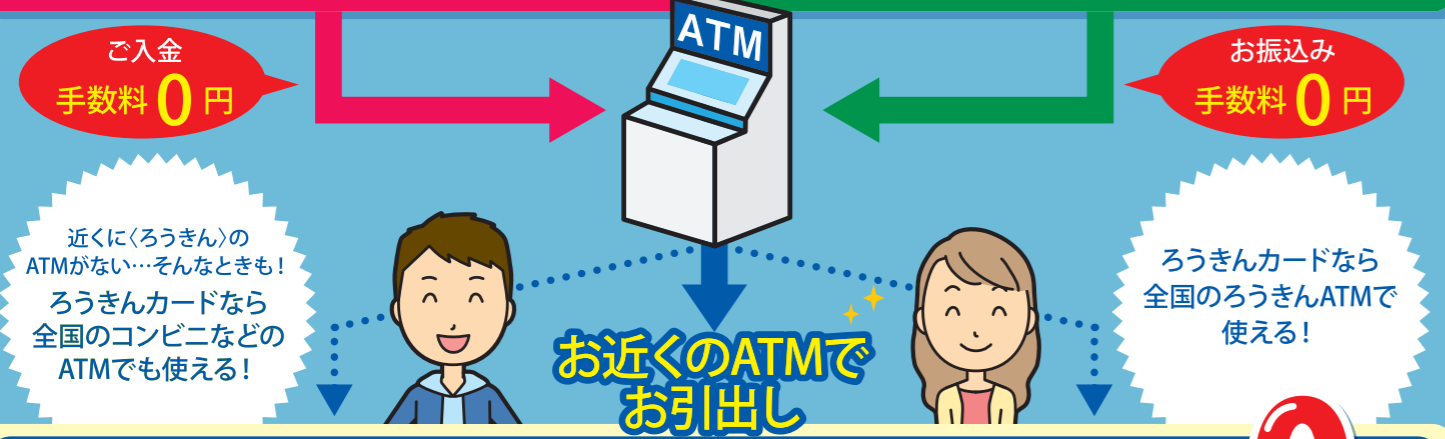 ATM
ご入金
手数料0円
お振込み
手数料0円
近くに〈ろうきん〉の
ATMがない…そんなときも!
ろうきんカードなら
全国のコンビニなどの
ATMでも使える!
ろうきんカードなら
全国のろうきんATMで
使える!
お近くのATMで
お引出し